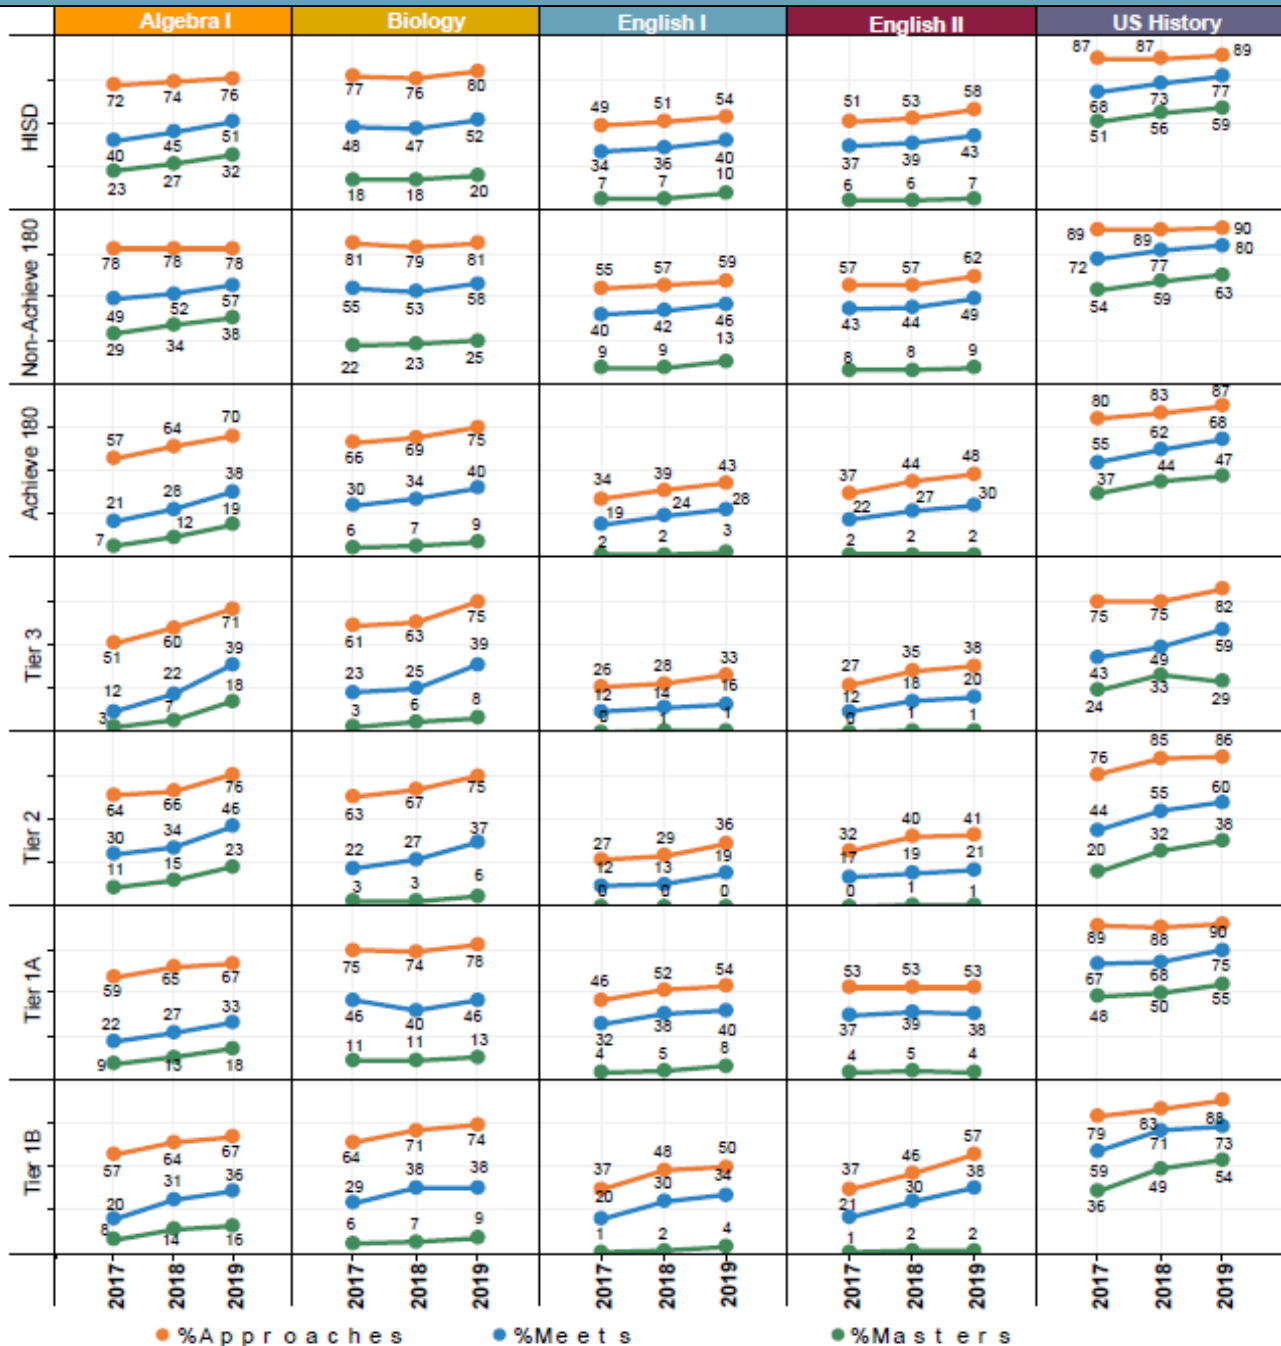 Algebra I Biology English I English II US History
HISD
72 74 76
40 45 51
23 27 32
77 76 80
48 47 52
18 18 20
49 51 54
34 36 40
7 7 10
51 53 58
37 39 43
6 6 7
87 87 89
68 73 77
51 56 59
Non-Achieve 180
78 78 78
49 52 57
29 34 38
81 79 81
55 53 58
22 23 25
55 57 59
40 42 46
9 9 13
57 57 62
43 44 49
8 8 9
89 89 90
72 77 80
54 59 63
Achieve 180
57 64 70
21 28 38
7 12 19
66 69 75
30 34 40
6 7 9
34 39 43
19 24 28
2 2 3
37 44 48
22 27 30
2 2 2
80 83 87
55 62 68
37 44 47
Tier 3
51 60 71
12 22 39
3 7 18
61 63 75
23 25 39
3 6 8
26 28 33
12 14 16
0 1 1
27 35 38
12 18 20
0 1 1
75 75 82
43 49 59
24 33 29
Tier 2
64 66 76
30 34 46
11 15 23
63 67 75
22 27 37
3 3 6
27 29 36
12 13 19
0 0 0
32 40 41
17 19 21
0 1 1
76 85 86
44 55 60
20 32 38
Tier 1A
59 65 67
22 27 33
9 13 18
75 74 78
46 40 46
11 11 13
46 52 54
32 38 40
4 5 8
53 53 53
37 39 38
4 5 4
89 88 90
67 68 75
48 50 55
Tier 1B
57 64 67
20 31 36
8 14 16
64 71 74
29 38 38
6 7 9
37 48 50
20 30 34
1 2 4
37 46 57
21 30 38
1 2 2
79 83 88
59 71 73
36 49 54
2017 2018 2019 2017 2018 2019 2017 2018 2019 2017 2018 2019 2017 2018 2019
%Approaches %Meets %Masters